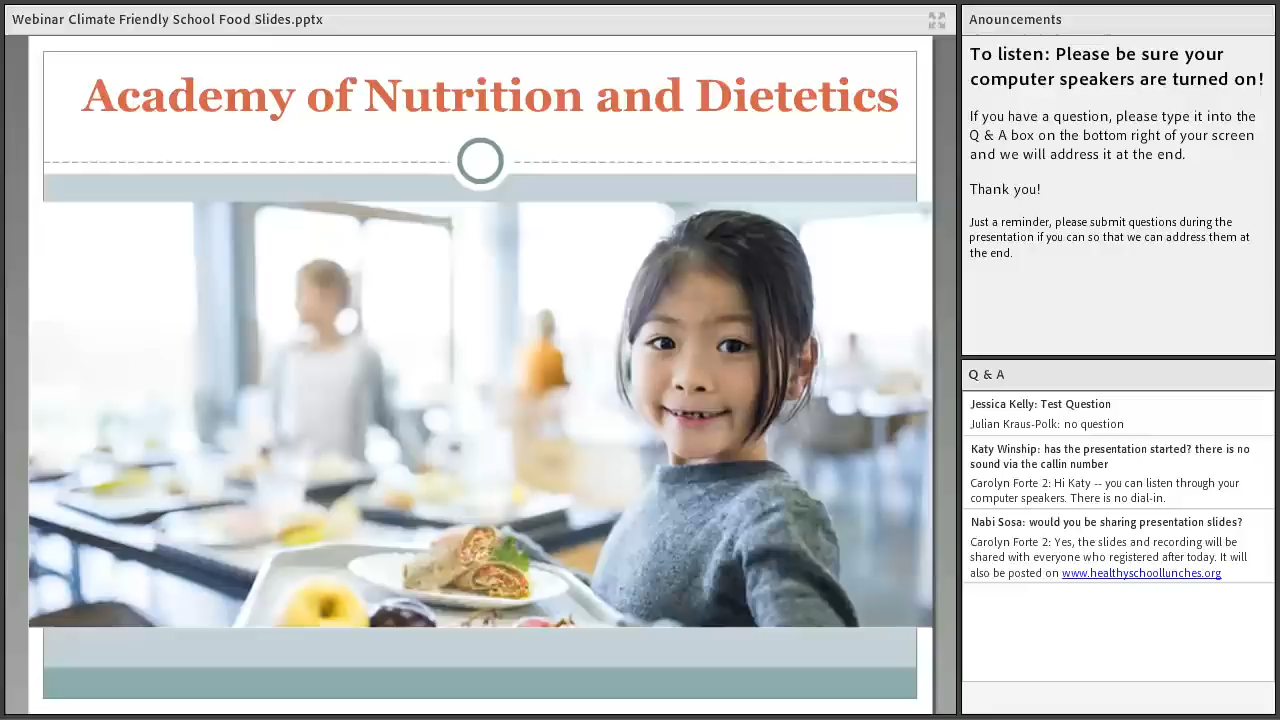 Webinar Climate Friendly School Food Slides.pptx
Academy of Nutrition and Dietetics
Anouncements
To listen: Please be sure your
computer speakers are turned on!
If you have a question, please type it into the
Q & A box on the bottom right of your screen
and we will address it at the end.
Thank you!
Just a reminder, please submit questions during the
presentation if you can so that we can address them at
the end.
Q & A
Jessica Kelly: Test Question
Julian Kraus-Polk: no question
Katy Winship: has the presentation started? there is no
sound via the callin number
Carolyn Forte 2: Hi Katy -- you can listen through your
computer speakers. There is no dial-in.
Nabi Sosa: would you be sharing presentation slides?
Carolyn Forte 2: Yes, the slides and recording will be
shared with everyone who registered after today. It will
also be posted on www.healthyschoollunches.org